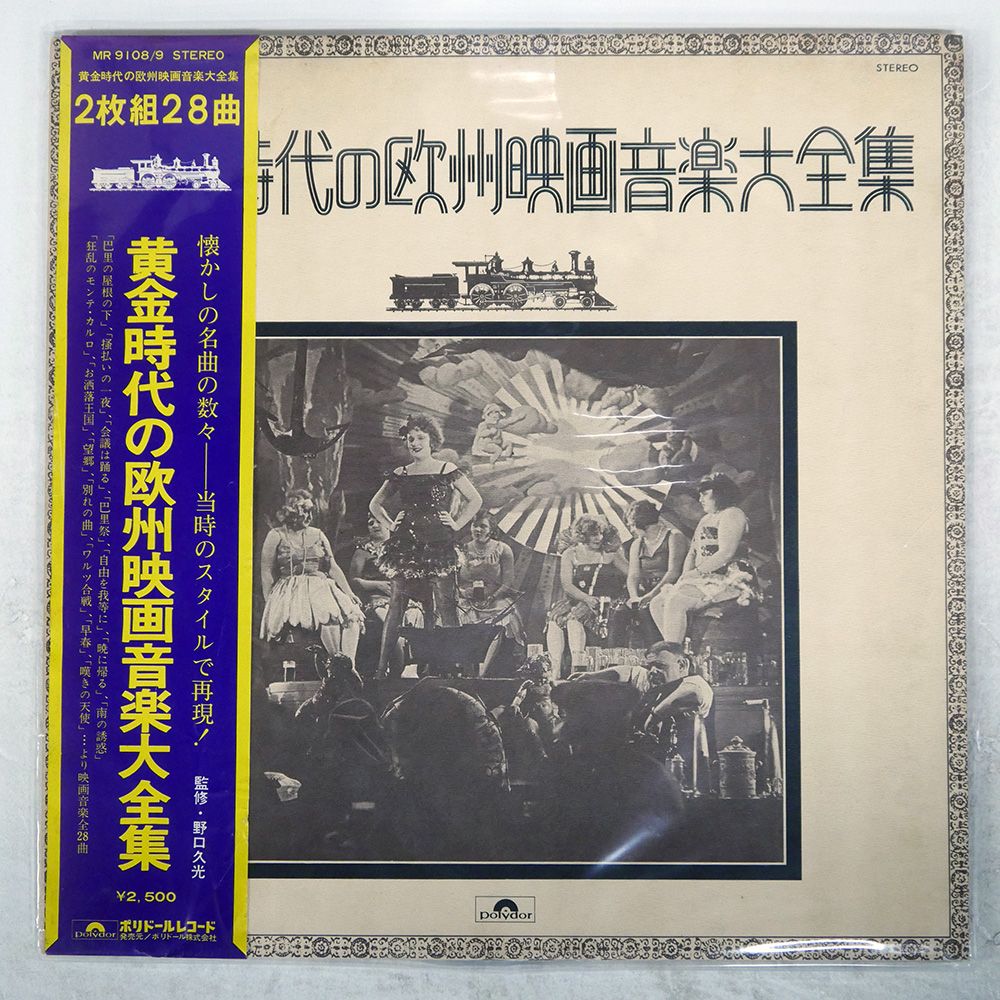 MR 9108/9 STEREO
黄金時代の欧州映画音楽大全集
2枚組28曲
懐かしの名曲の数々——当時のスタイルで再現!
監修・野口久光
黄金時代の欧州映画音楽大全集
「巴里の屋根の下」、「掻払いの一夜」、「会議は踊る」、「巴里祭」、「自由を我等に」、「暁に帰る」、「南の誘惑」
「狂乱のモンテ・カルロ」、「お洒落王国」、「望郷」、「別れの曲」、「ワルツ合戦」、「早春」、「嘆きの天使」…より映画音楽全28曲
¥2,500
Polydor
ポリドールレコード
発売元/ポリドール株式会社
STEREO
時代の欧州映画音楽大全集
polydor